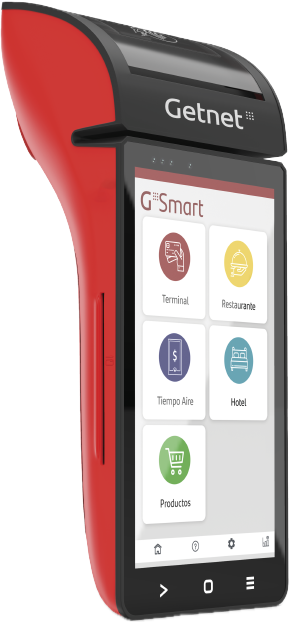 Getnet
G Smart
Terminal
Restaurante
Tiempo Aire
Hotel
Productos